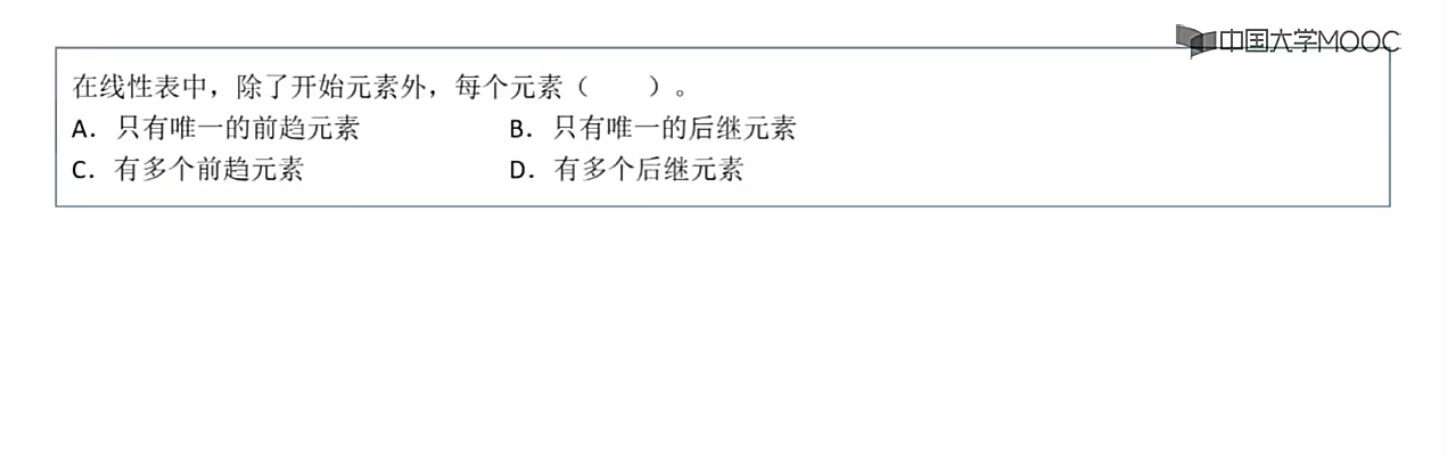 中国大学MOOC
在线性表中，除了开始元素外，每个元素（　　）。
A．只有唯一的前趋元素　　B．只有唯一的后继元素
C．有多个前趋元素　　D．有多个后继元素